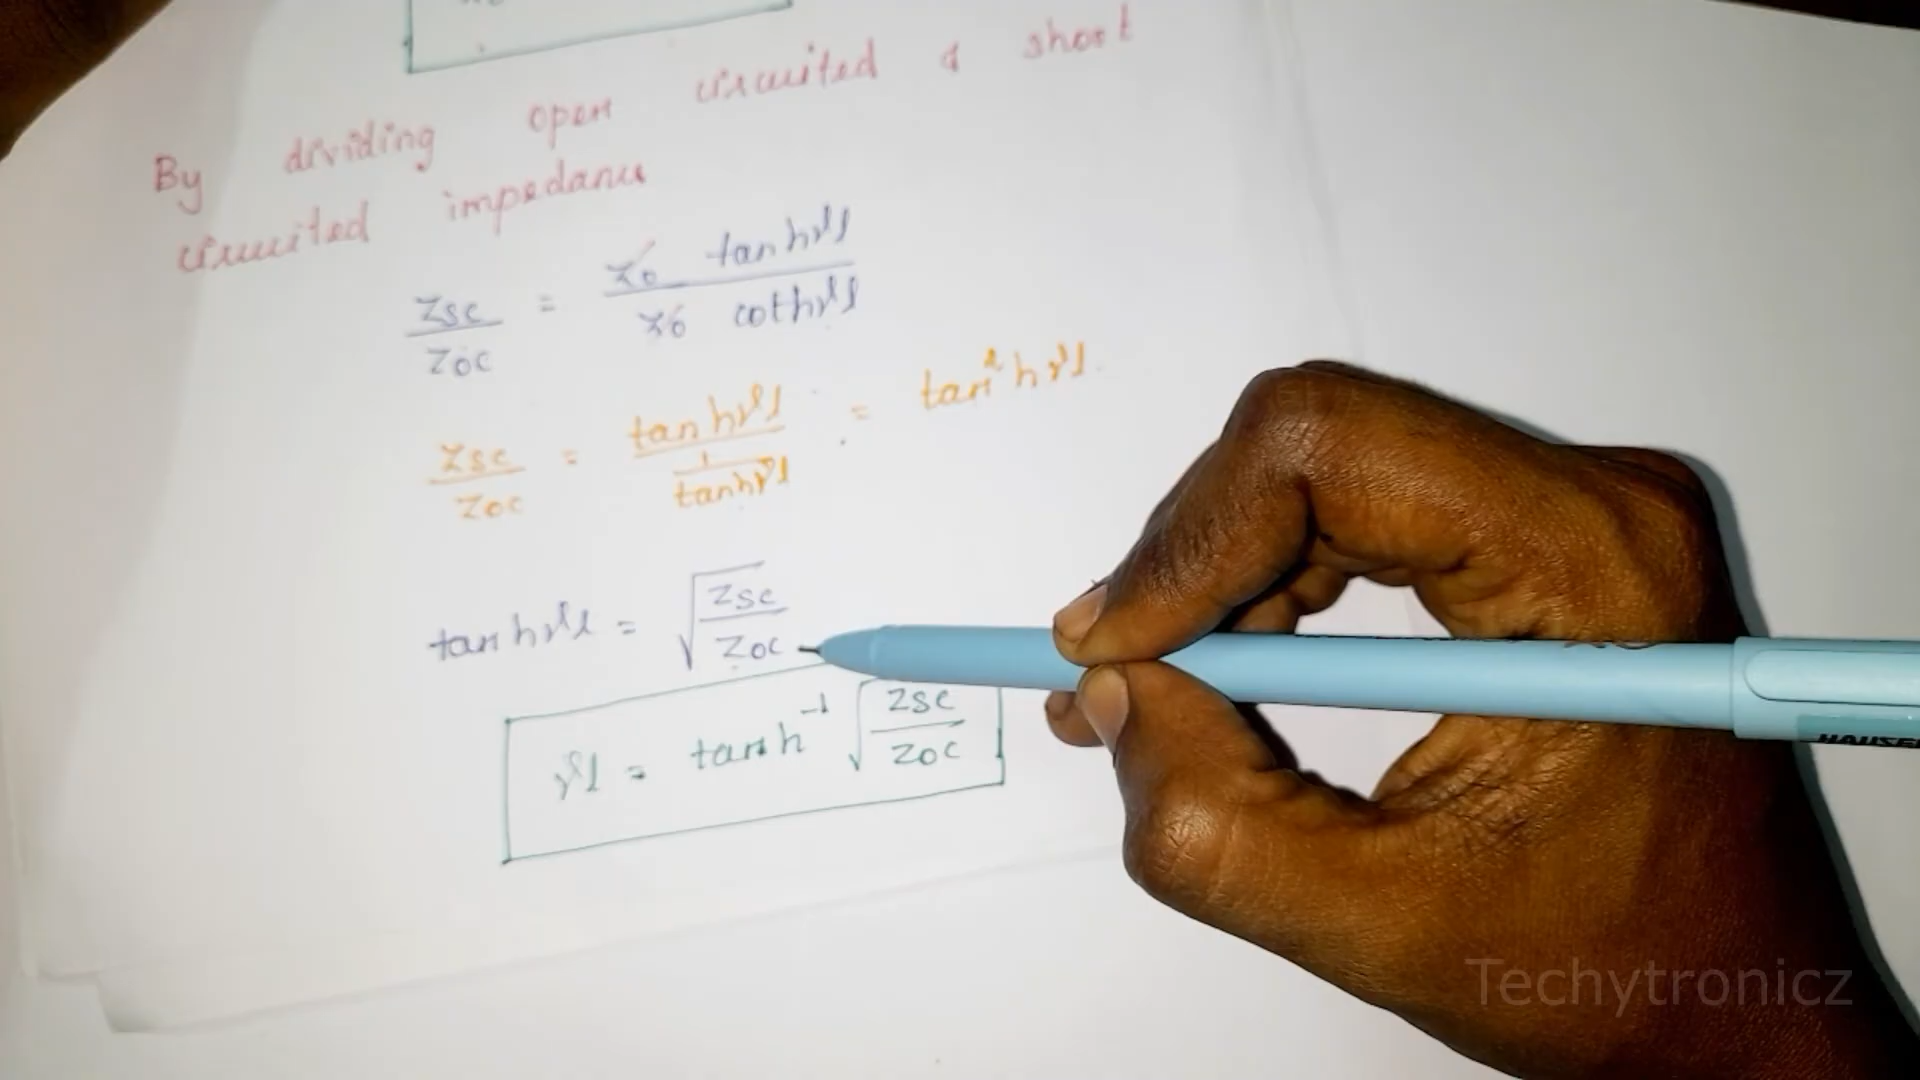 By dividing open circuited & short
circuited impedance
Zsc/Zoc = Z0 tanhγl / Z0 cothγl
Zsc/Zoc = tanhγl / (1/tanhγl) = tan²hγl.
tanhγl = √(Zsc/Zoc)
γl = tanh⁻¹ √(Zsc/Zoc)
HAUSER
Techytronicz